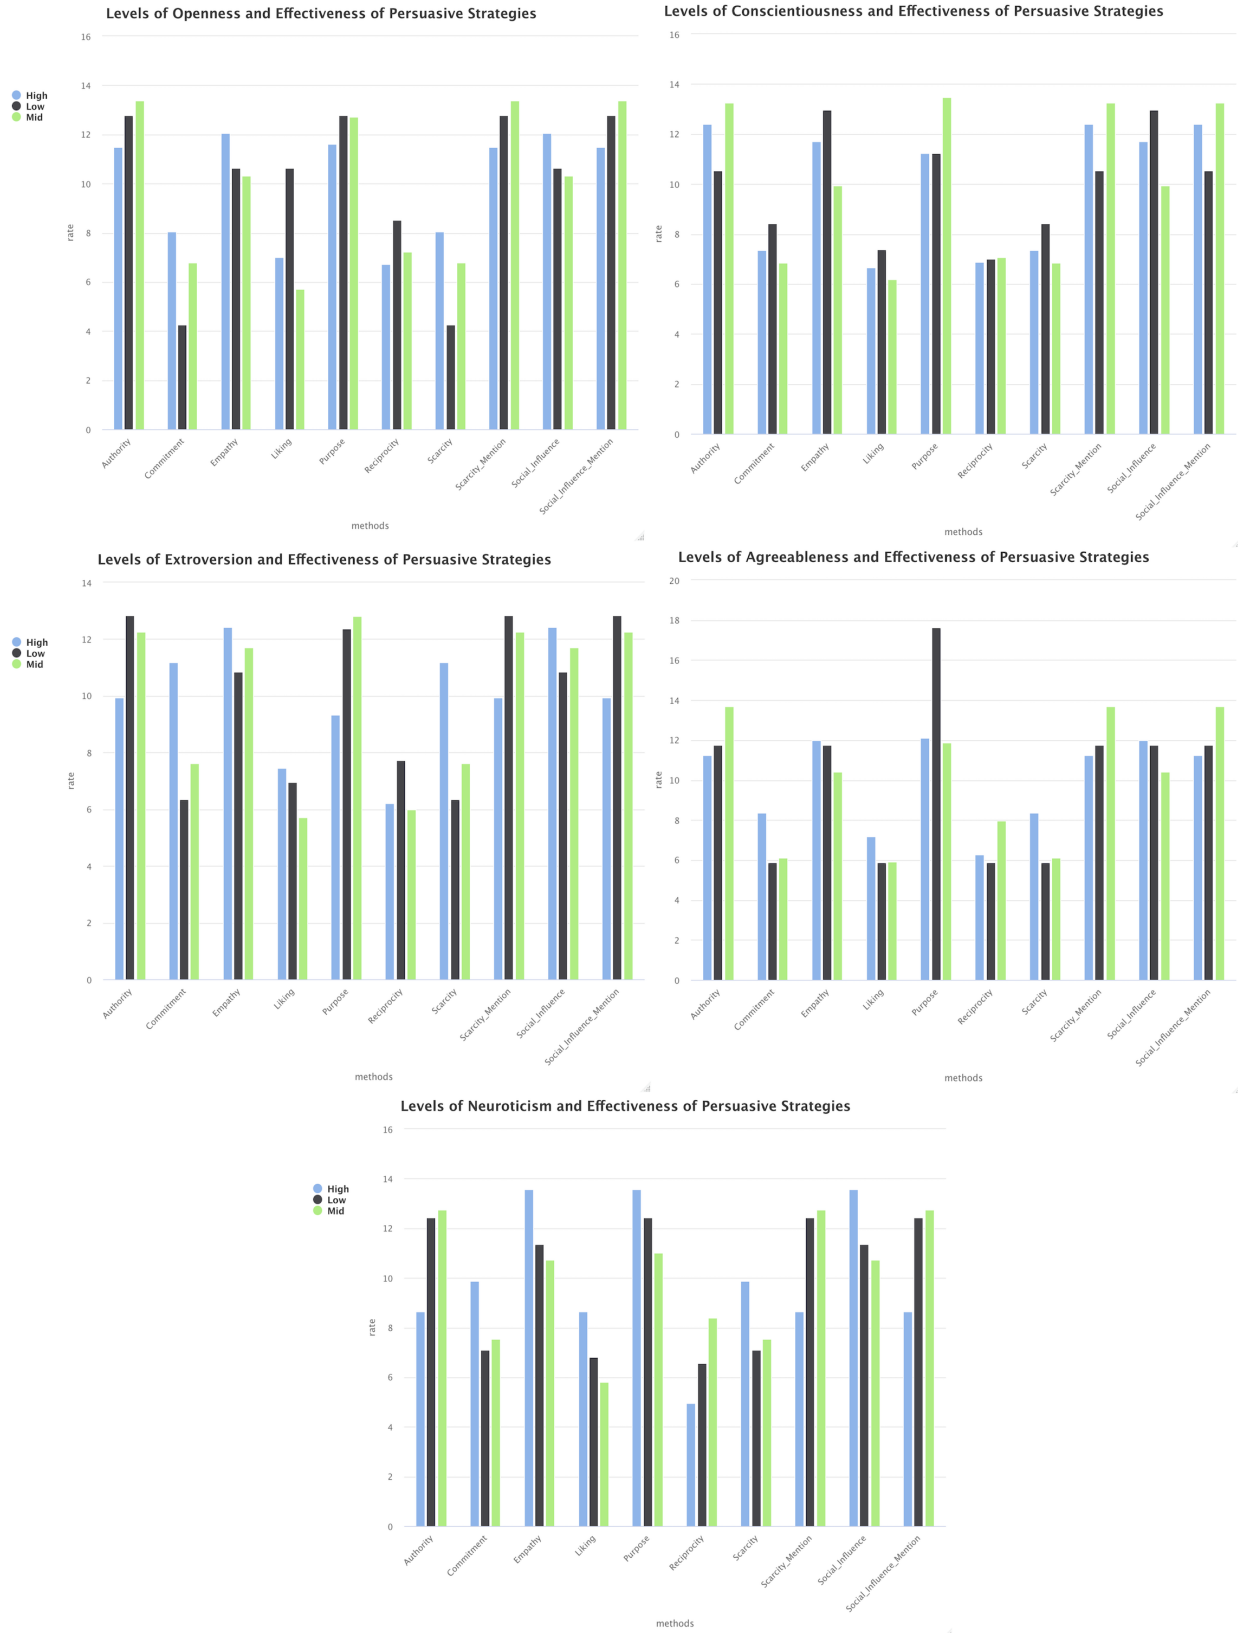 Levels of Openness and Effectiveness of Persuasive Strategies
High
Low
Mid
16
14
12
10
8
6
4
2
0
rate
Authority
Commitment
Empathy
Liking
Purpose
Reciprocity
Scarcity
Scarcity_Mention
Social_Influence
Social_Influence_Mention
methods
Levels of Conscientiousness and Effectiveness of Persuasive Strategies
16
14
12
10
8
6
4
2
0
rate
Authority
Commitment
Empathy
Liking
Purpose
Reciprocity
Scarcity
Scarcity_Mention
Social_Influence
Social_Influence_Mention
methods
Levels of Extroversion and Effectiveness of Persuasive Strategies
High
Low
Mid
14
12
10
8
6
4
2
0
rate
Authority
Commitment
Empathy
Liking
Purpose
Reciprocity
Scarcity
Scarcity_Mention
Social_Influence
Social_Influence_Mention
methods
Levels of Agreeableness and Effectiveness of Persuasive Strategies
20
18
16
14
12
10
8
6
4
2
0
rate
Authority
Commitment
Empathy
Liking
Purpose
Reciprocity
Scarcity
Scarcity_Mention
Social_Influence
Social_Influence_Mention
methods
Levels of Neuroticism and Effectiveness of Persuasive Strategies
High
Low
Mid
16
14
12
10
8
6
4
2
0
rate
Authority
Commitment
Empathy
Liking
Purpose
Reciprocity
Scarcity
Scarcity_Mention
Social_Influence
Social_Influence_Mention
methods